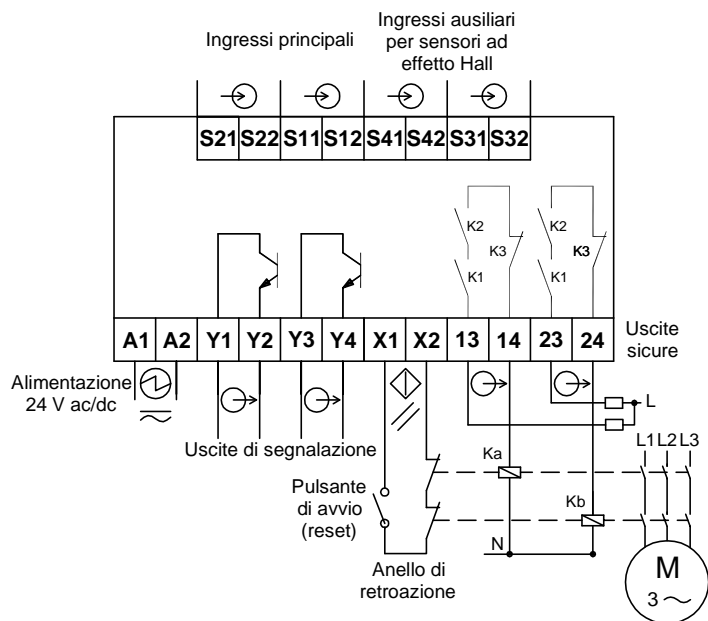 Ingressi principali
Ingressi ausiliari
per sensori ad
effetto Hall
S21 S22 S11 S12 S41 S42 S31 S32
K2 K2
K3 K3
K1 K1
A1 A2 Y1 Y2 Y3 Y4 X1 X2 13 14 23 24
Uscite
sicure
Alimentazione
24 V ac/dc
Uscite di segnalazione
L
Ka
L1 L2 L3
Pulsante
di avvio
(reset)
Kb
N
Anello di
retroazione
M
3